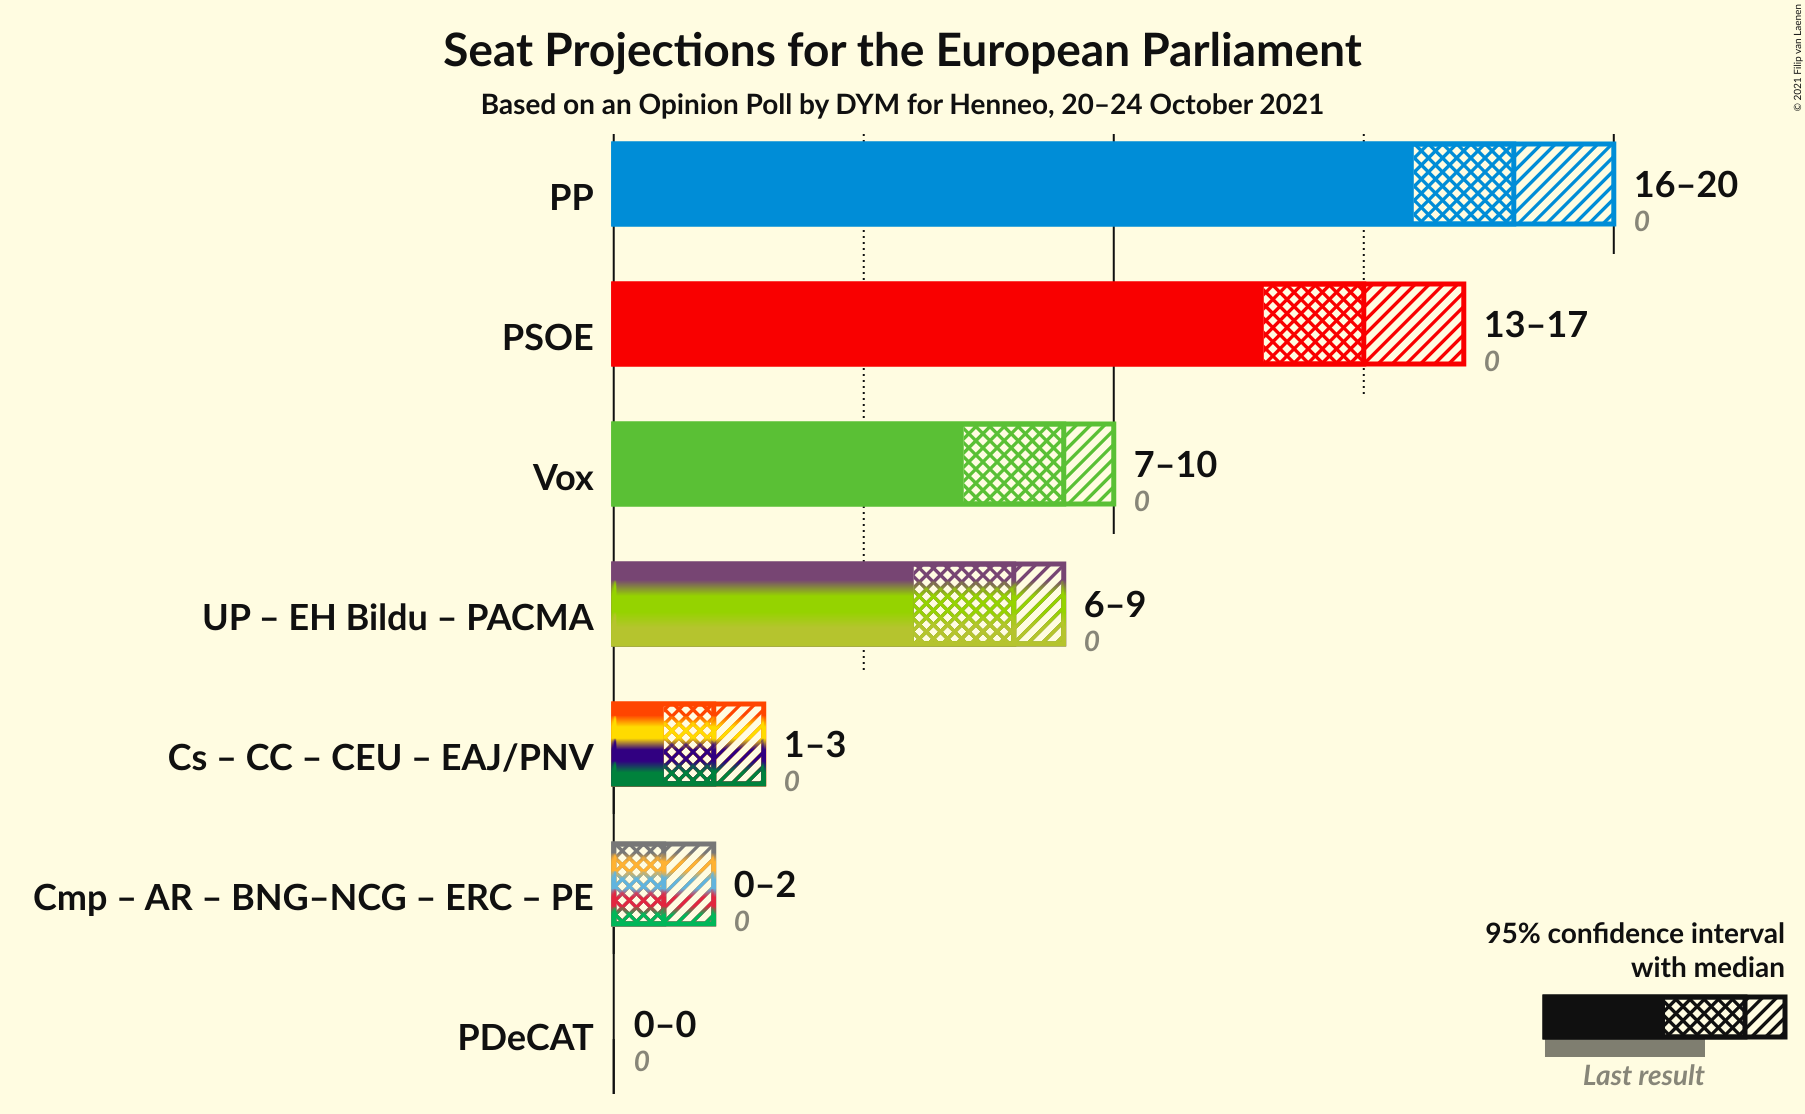 Seat Projections for the European Parliament
Based on an Opinion Poll by DYM for Henneo, 20–24 October 2021
© 2021 Filip van Laenen
PP
16–20
0
PSOE
13–17
0
Vox
7–10
0
UP – EH Bildu – PACMA
6–9
0
Cs – CC – CEU – EAJ/PNV
1–3
0
Cmp – AR – BNG–NCG – ERC – PE
0–2
0
PDeCAT
0–0
0
95% confidence interval
with median
Last result